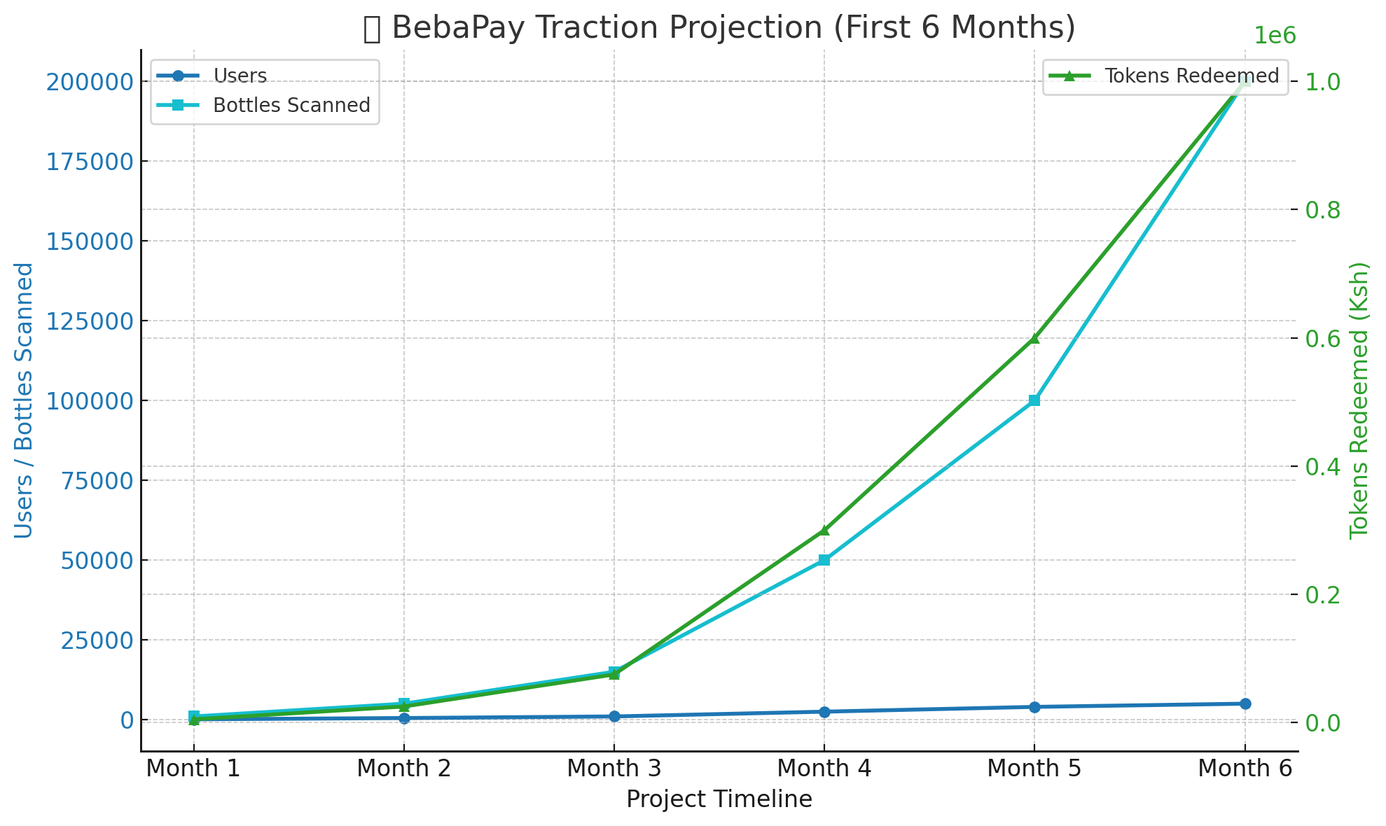 BebaPay Traction Projection (First 6 Months)
1e6
Users
Bottles Scanned
Tokens Redeemed
200000
175000
150000
125000
100000
75000
50000
25000
0
Users / Bottles Scanned
1.0
0.8
0.6
0.4
0.2
0.0
Tokens Redeemed (Ksh)
Month 1
Month 2
Month 3
Month 4
Month 5
Month 6
Project Timeline